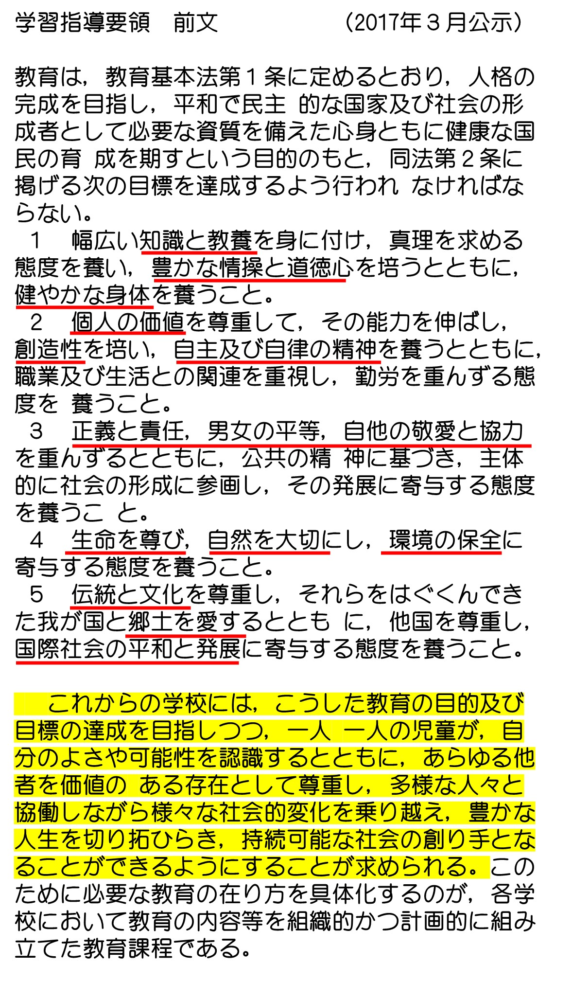 学習指導要領　前文　　　　　（2017年３月公示）
教育は，教育基本法第１条に定めるとおり，人格の
完成を目指し，平和で民主 的な国家及び社会の形
成者として必要な資質を備えた心身ともに健康な国
民の育 成を期すという目的のもと，同法第２条に
掲げる次の目標を達成するよう行われ なければな
らない。
１　幅広い知識と教養を身に付け，真理を求める
態度を養い，豊かな情操と道徳心を培うとともに，
健やかな身体を養うこと。
２　個人の価値を尊重して，その能力を伸ばし，
創造性を培い，自主及び自律の精神を養うとともに，
職業及び生活との関連を重視し，勤労を重んずる態
度を 養うこと。
３　正義と責任，男女の平等，自他の敬愛と協力
を重んずるとともに，公共の精 神に基づき，主体
的に社会の形成に参画し，その発展に寄与する態度
を養うこ と。
４　生命を尊び，自然を大切にし，環境の保全に
寄与する態度を養うこと。
５　伝統と文化を尊重し，それらをはぐくんでき
た我が国と郷土を愛するととも に，他国を尊重し，
国際社会の平和と発展に寄与する態度を養うこと。
これからの学校には，こうした教育の目的及び
目標の達成を目指しつつ，一人 一人の児童が，自
分のよさや可能性を認識するとともに，あらゆる他
者を価値の ある存在として尊重し，多様な人々と
協働しながら様々な社会的変化を乗り越え，豊かな
人生を切り拓ひらき，持続可能な社会の創り手とな
ることができるようにすることが求められる。この
ために必要な教育の在り方を具体化するのが，各学
校において教育の内容等を組織的かつ計画的に組み
立てた教育課程である。